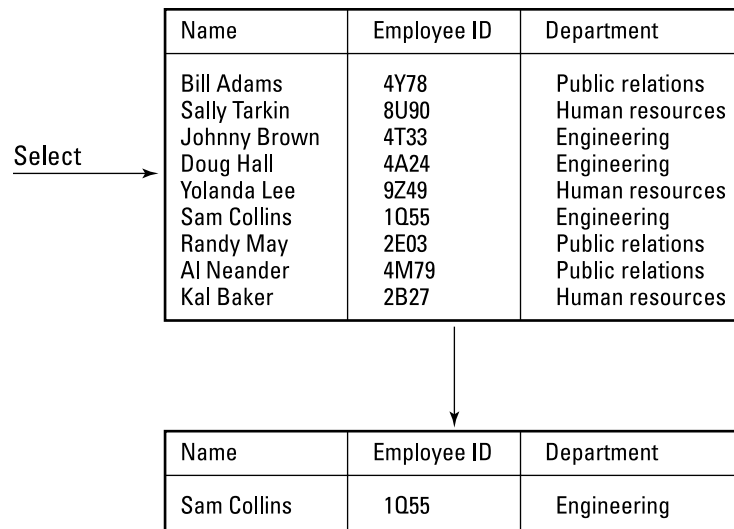 Name Employee ID Department
Bill Adams 4Y78 Public relations
Sally Tarkin 8U90 Human resources
Johnny Brown 4T33 Engineering
Select
Doug Hall 4A24 Engineering
Yolanda Lee 9Z49 Human resources
Sam Collins 1Q55 Engineering
Randy May 2E03 Public relations
Al Neander 4M79 Public relations
Kal Baker 2B27 Human resources
Name Employee ID Department
Sam Collins 1Q55 Engineering